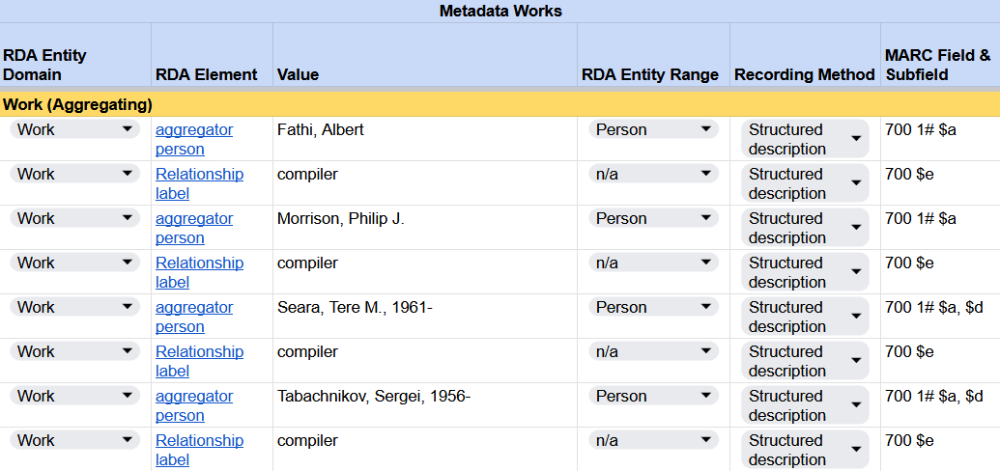 Metadata Works
RDA Entity Domain RDA Element Value RDA Entity Range Recording Method MARC Field & Subfield
Work (Aggregating)
Work aggregator person Fathi, Albert Person Structured description 700 1# $a
Work Relationship label compiler n/a Structured description 700 $e
Work aggregator person Morrison, Philip J. Person Structured description 700 1# $a
Work Relationship label compiler n/a Structured description 700 $e
Work aggregator person Seara, Tere M., 1961- Person Structured description 700 1# $a, $d
Work Relationship label compiler n/a Structured description 700 $e
Work aggregator person Tabachnikov, Sergei, 1956- Person Structured description 700 1# $a, $d
Work Relationship label compiler n/a Structured description 700 $e